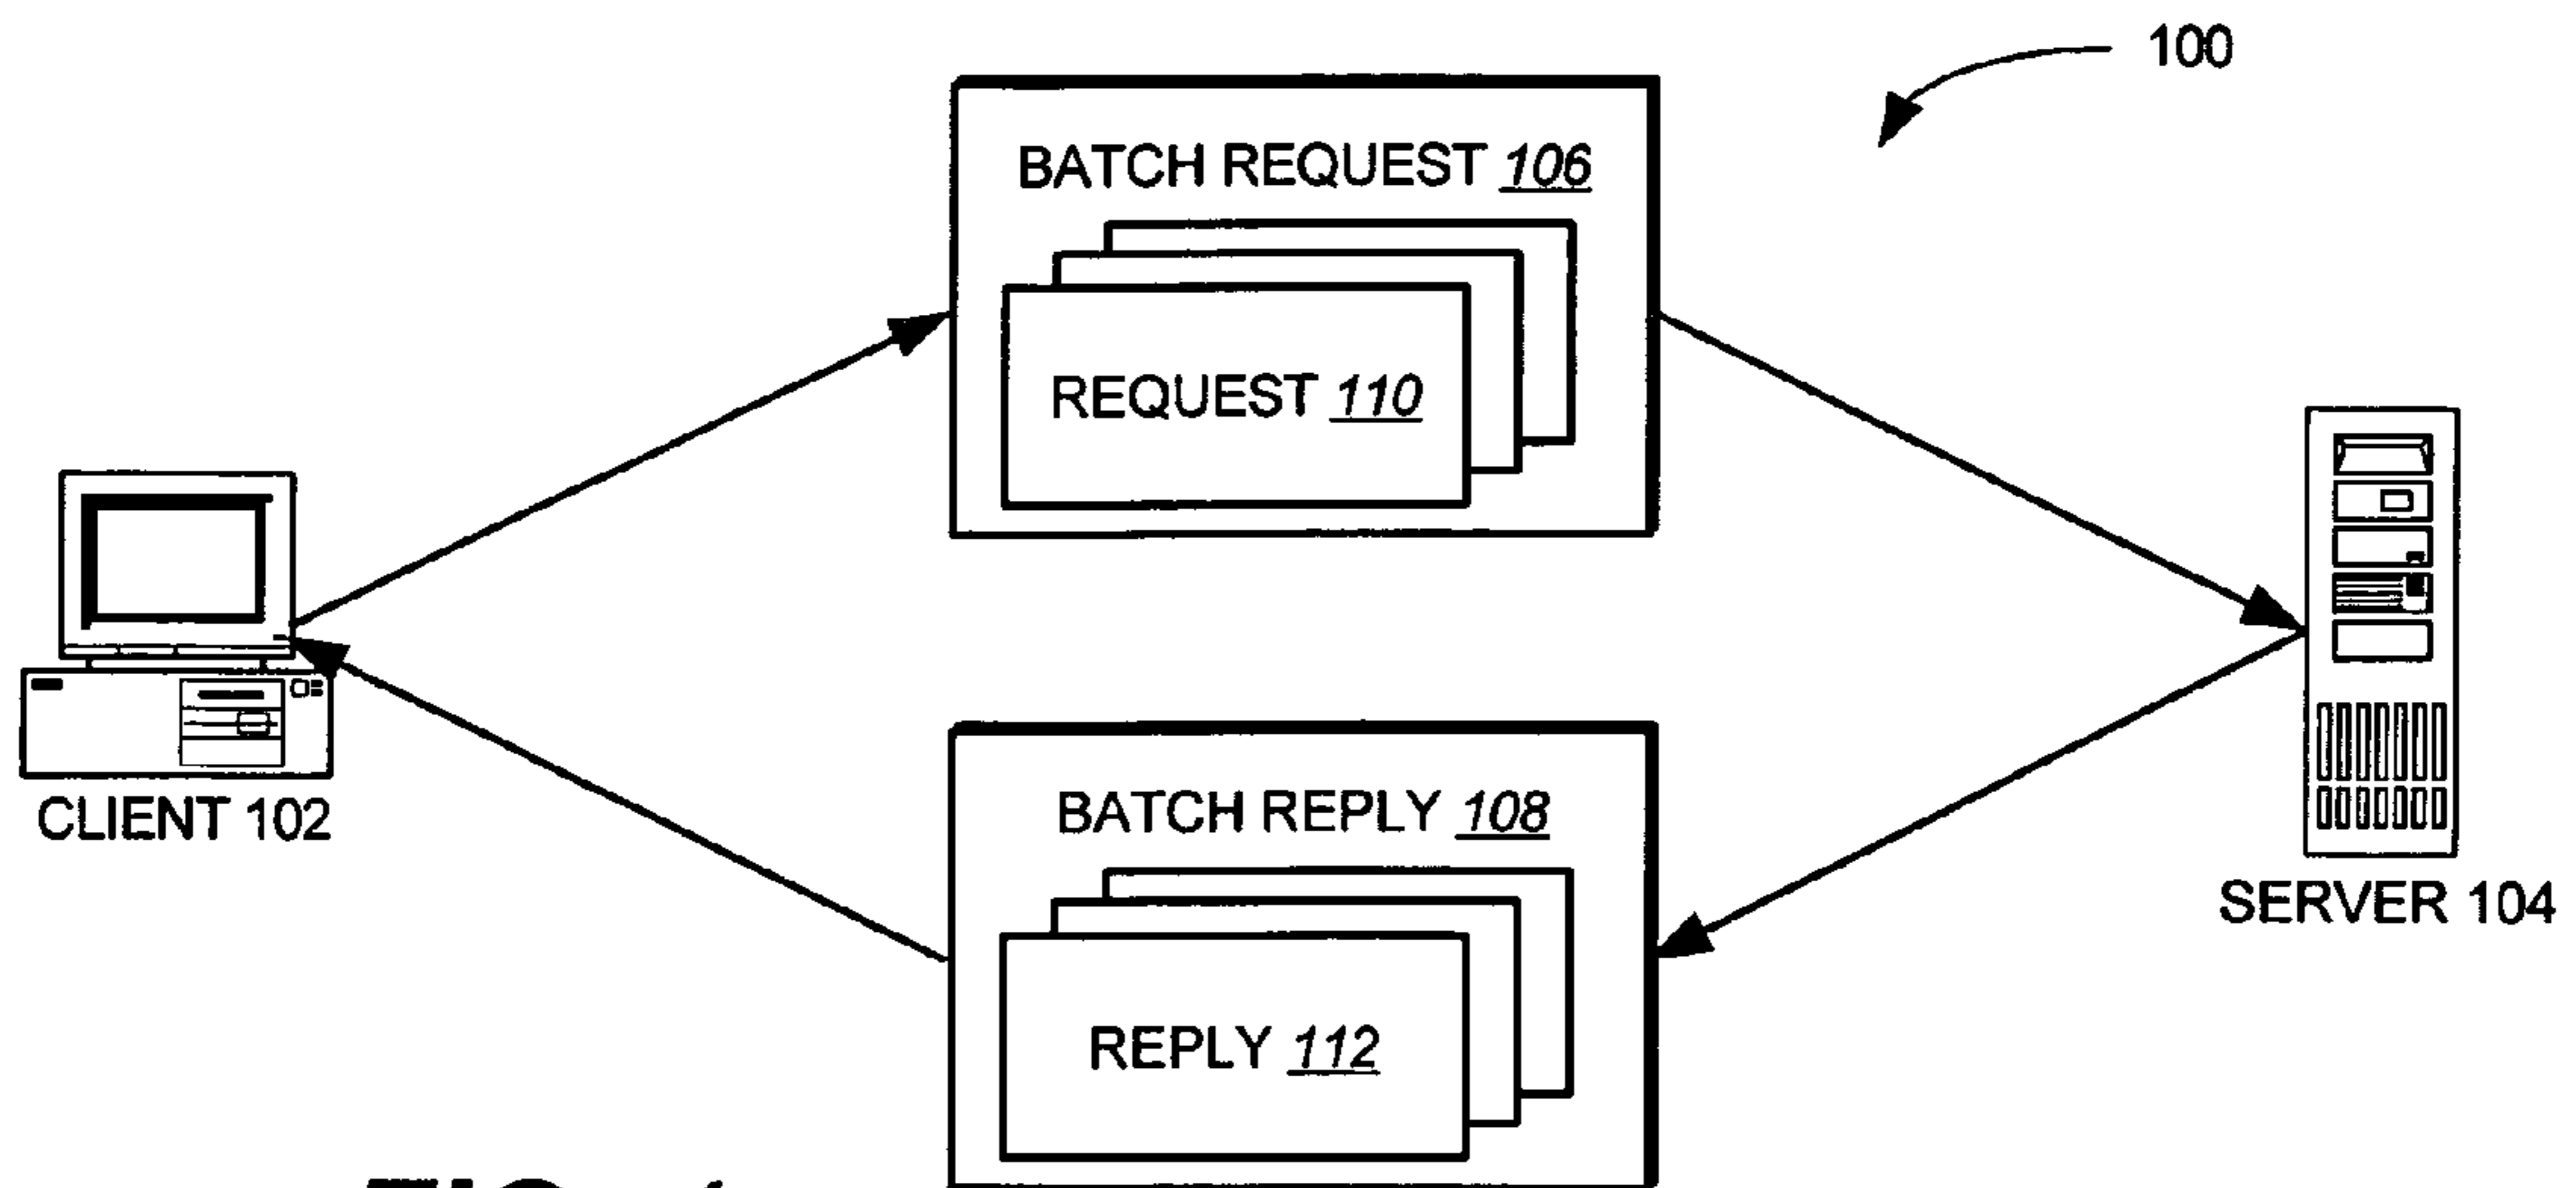 100
BATCH REQUEST 106
REQUEST 110
CLIENT 102
BATCH REPLY 108
REPLY 112
SERVER 104